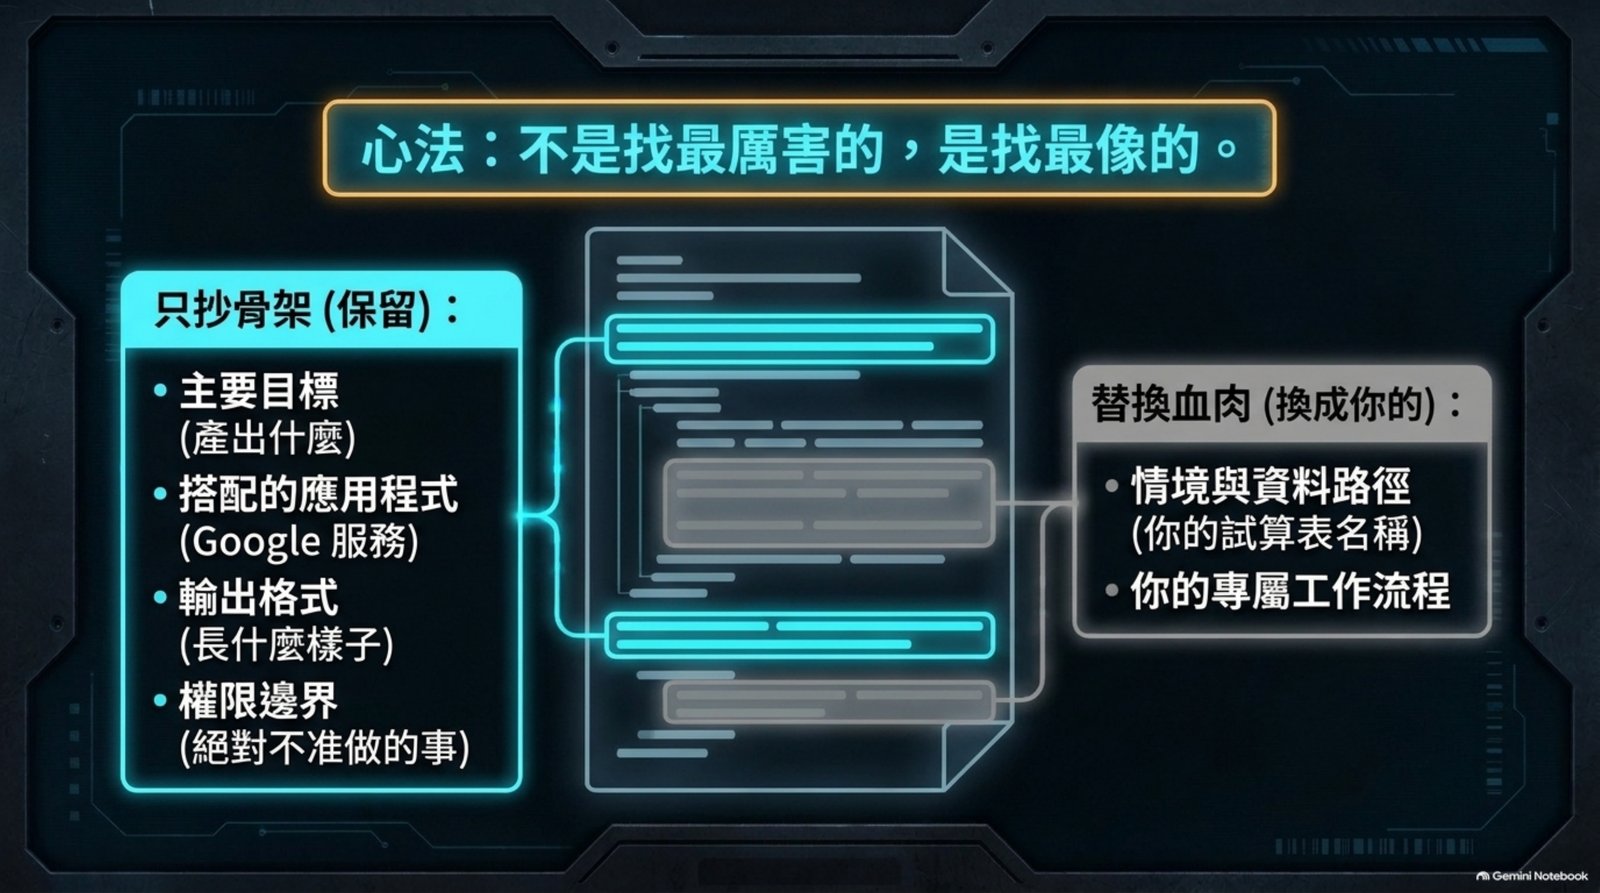 心法：不是找最厲害的，是找最像的。
只抄骨架 (保留)：
• 主要目標
(產出什麼)
• 搭配的應用程式
(Google 服務)
• 輸出格式
(長什麼樣子)
• 權限邊界
(絕對不准做的事)
替換血肉 (換成你的)：
• 情境與資料路徑
(你的試算表名稱)
• 你的專屬工作流程
Gemini Notebook